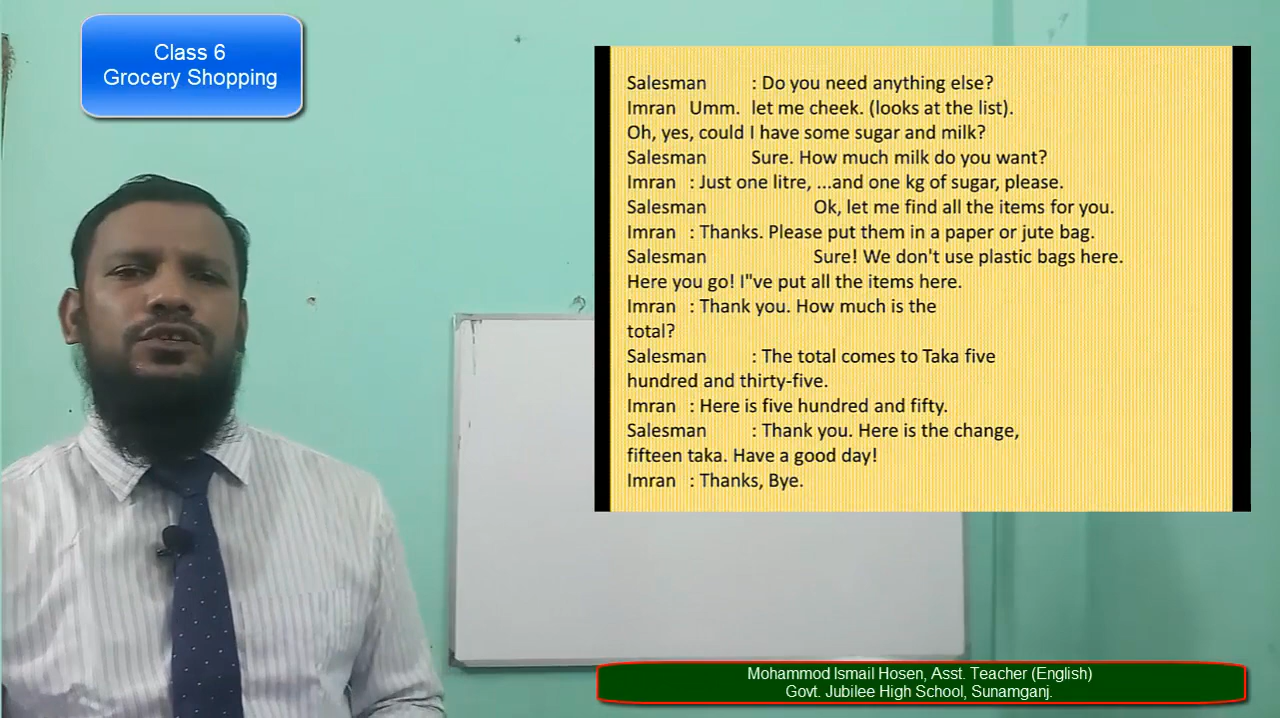 Class 6
Grocery Shopping
Salesman : Do you need anything else?
Imran Umm. let me cheek. (looks at the list).
Oh, yes, could I have some sugar and milk?
Salesman Sure. How much milk do you want?
Imran : Just one litre, ...and one kg of sugar, please.
Salesman Ok, let me find all the items for you.
Imran : Thanks. Please put them in a paper or jute bag.
Salesman Sure! We don't use plastic bags here.
Here you go! I"ve put all the items here.
Imran : Thank you. How much is the
total?
Salesman : The total comes to Taka five
hundred and thirty-five.
Imran : Here is five hundred and fifty.
Salesman : Thank you. Here is the change,
fifteen taka. Have a good day!
Imran : Thanks, Bye.
Mohammod Ismail Hosen, Asst. Teacher (English)
Govt. Jubilee High School, Sunamganj.